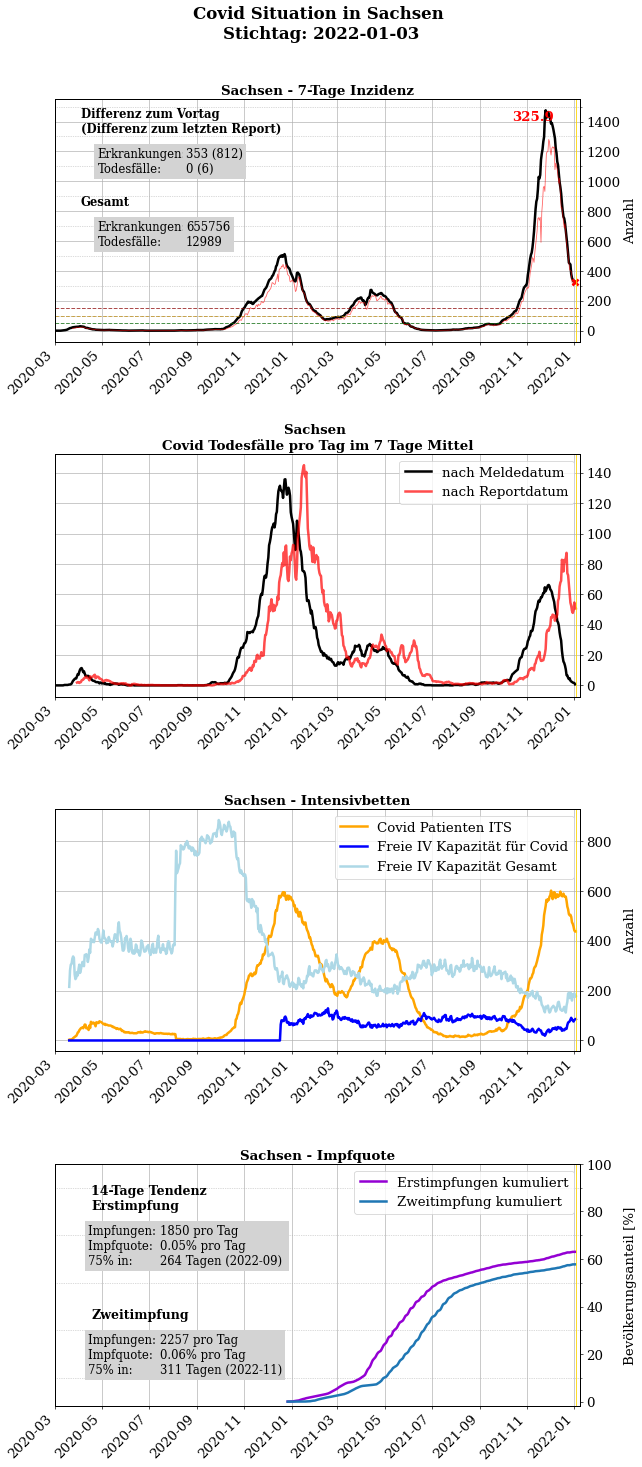 Covid Situation in Sachsen
Stichtag: 2022-01-03
Sachsen - 7-Tage Inzidenz
Differenz zum Vortag
(Differenz zum letzten Report)
Erkrankungen 353 (812)
Todesfälle: 0 (6)
Gesamt
Erkrankungen 655756
Todesfälle: 12989
1400
1200
1000
800
600
400
200
0
Anzahl
2020-03
2020-05
2020-07
2020-09
2020-11
2021-01
2021-03
2021-05
2021-07
2021-09
2021-11
2022-01
Sachsen
Covid Todesfälle pro Tag im 7 Tage Mittel
nach Meldedatum
nach Reportdatum
140
120
100
80
60
40
20
0
2020-03
2020-05
2020-07
2020-09
2020-11
2021-01
2021-03
2021-05
2021-07
2021-09
2021-11
2022-01
Sachsen - Intensivbetten
Covid Patienten ITS
Freie IV Kapazität für Covid
Freie IV Kapazität Gesamt
800
600
400
200
0
Anzahl
2020-03
2020-05
2020-07
2020-09
2020-11
2021-01
2021-03
2021-05
2021-07
2021-09
2021-11
2022-01
Sachsen - Impfquote
14-Tage Tendenz
Erstimpfung
Impfungen: 1850 pro Tag
Impfquote: 0.05% pro Tag
75% in: 264 Tagen (2022-09)
Zweitimpfung
Impfungen: 2257 pro Tag
Impfquote: 0.06% pro Tag
75% in: 311 Tagen (2022-11)
Erstimpfungen kumuliert
Zweitimpfung kumuliert
100
80
60
40
20
0
Bevölkerungsanteil [%]
2020-03
2020-05
2020-07
2020-09
2020-11
2021-01
2021-03
2021-05
2021-07
2021-09
2021-11
2022-01